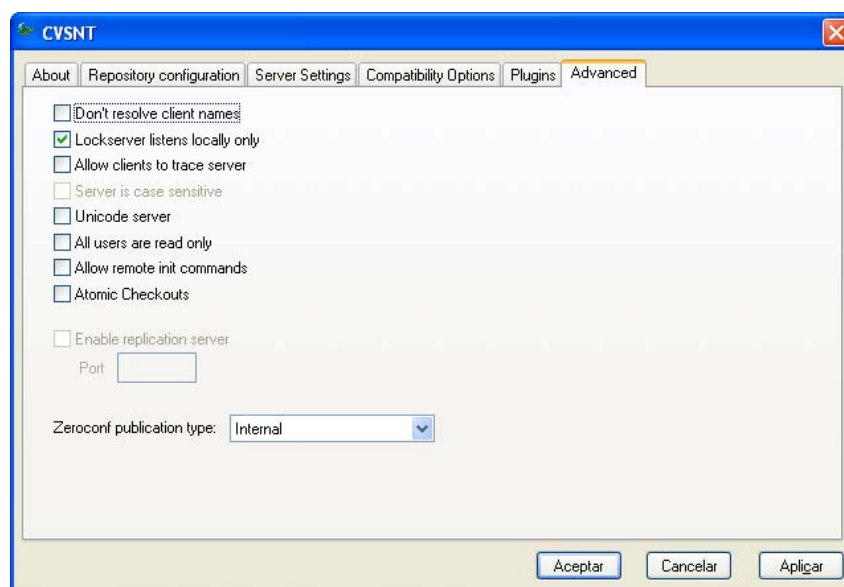 CVSNT
About Repository configuration Server Settings Compatibility Options Plugins Advanced
Don't resolve client names
Lockserver listens locally only
Allow clients to trace server
Server is case sensitive
Unicode server
All users are read only
Allow remote init commands
Atomic Checkouts
Enable replication server
Port
Zeroconf publication type: Internal
Aceptar Cancelar Aplicar